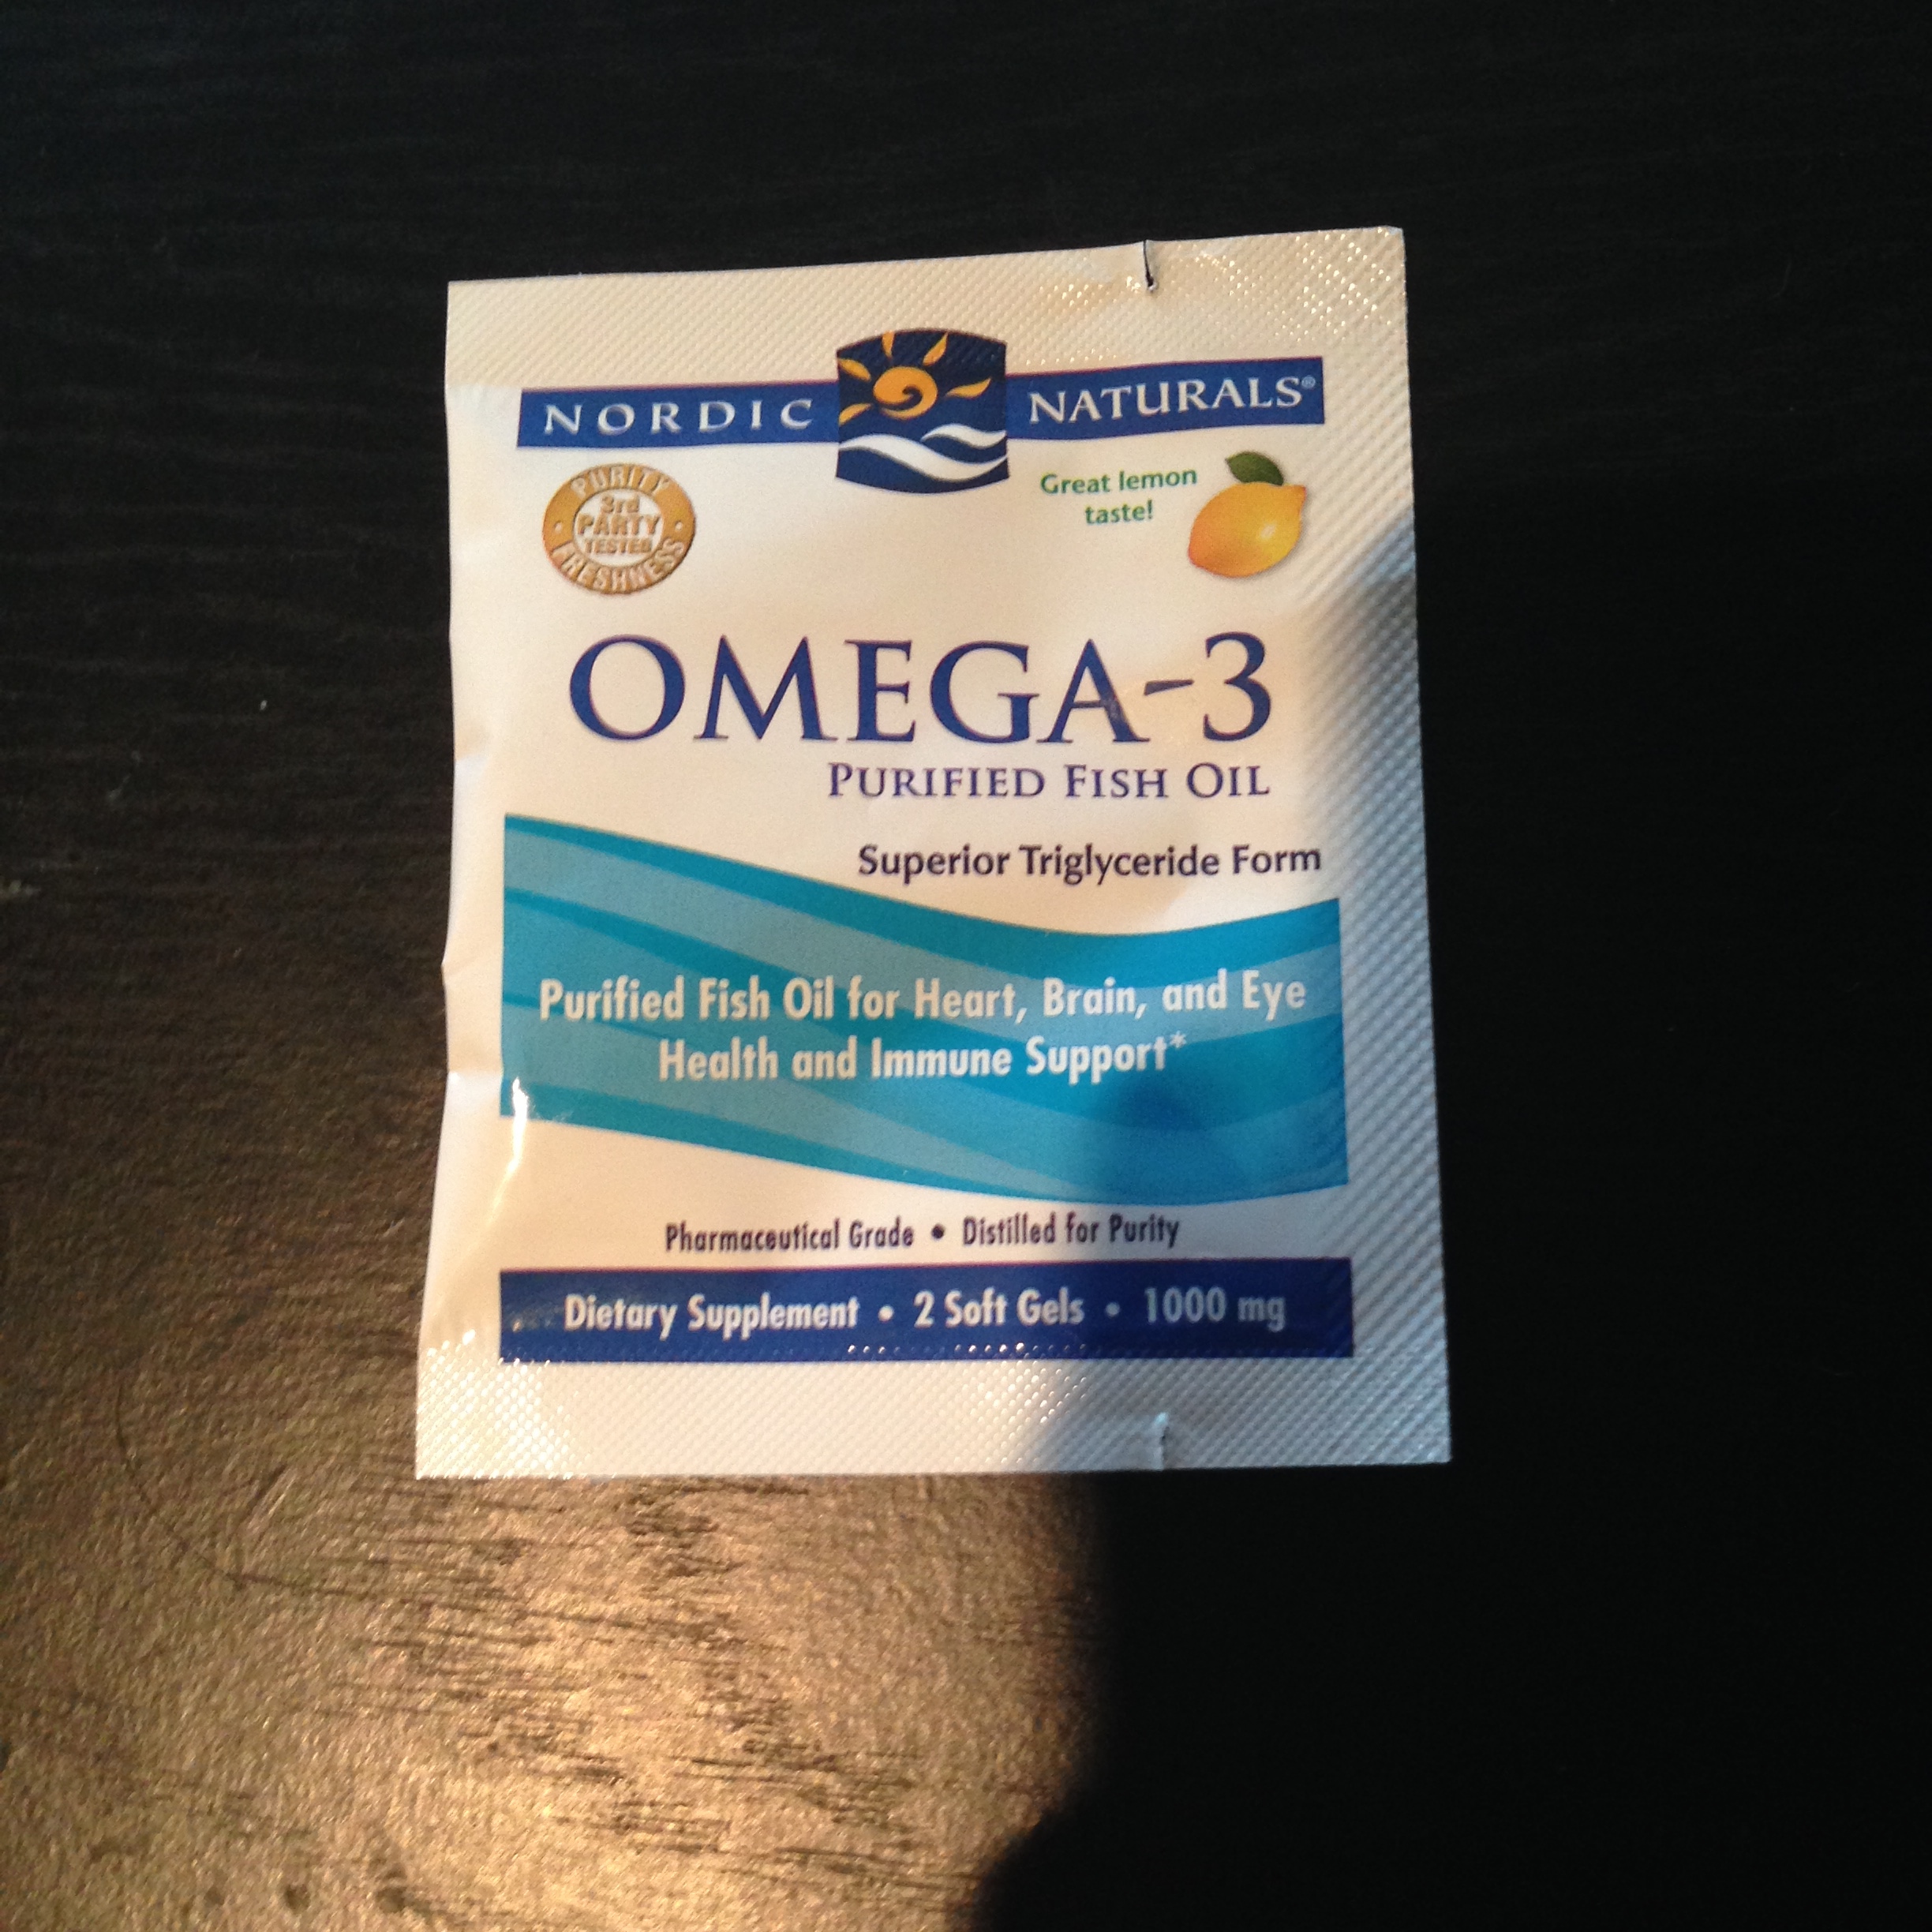 NORDIC NATURALS®
PURITY
3rd
PARTY
TESTED
FRESHNESS
Great lemon
taste!
OMEGA-3
PURIFIED FISH OIL
Superior Triglyceride Form
Purified Fish Oil for Heart, Brain, and Eye
Health and Immune Support*
Pharmaceutical Grade • Distilled for Purity
Dietary Supplement • 2 Soft Gels • 1000 mg